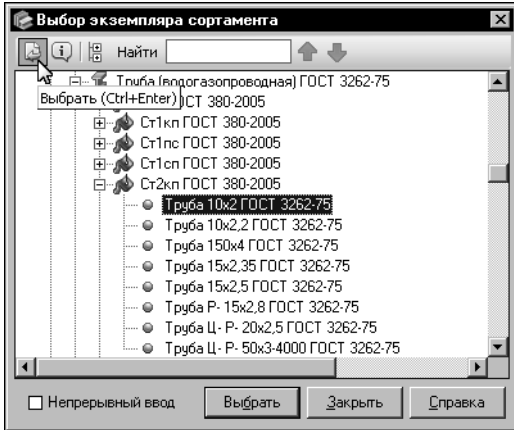 Выбор экземпляра сортамента
Найти
Труба (водогазопроводная) ГОСТ 3262-75
Выбрать (Ctrl+Enter)
ГОСТ 380-2005
Ст1кп ГОСТ 380-2005
Ст1пс ГОСТ 380-2005
Ст1сп ГОСТ 380-2005
Ст2кп ГОСТ 380-2005
Труба 10x2 ГОСТ 3262-75
Труба 10x2,2 ГОСТ 3262-75
Труба 150x4 ГОСТ 3262-75
Труба 15x2,35 ГОСТ 3262-75
Труба 15x2,5 ГОСТ 3262-75
Труба Р- 15x2,8 ГОСТ 3262-75
Труба Ц- Р- 20x2,5 ГОСТ 3262-75
Труба Ц- Р- 50x3-4000 ГОСТ 3262-75
Непрерывный ввод
Выбрать
Закрыть
Справка